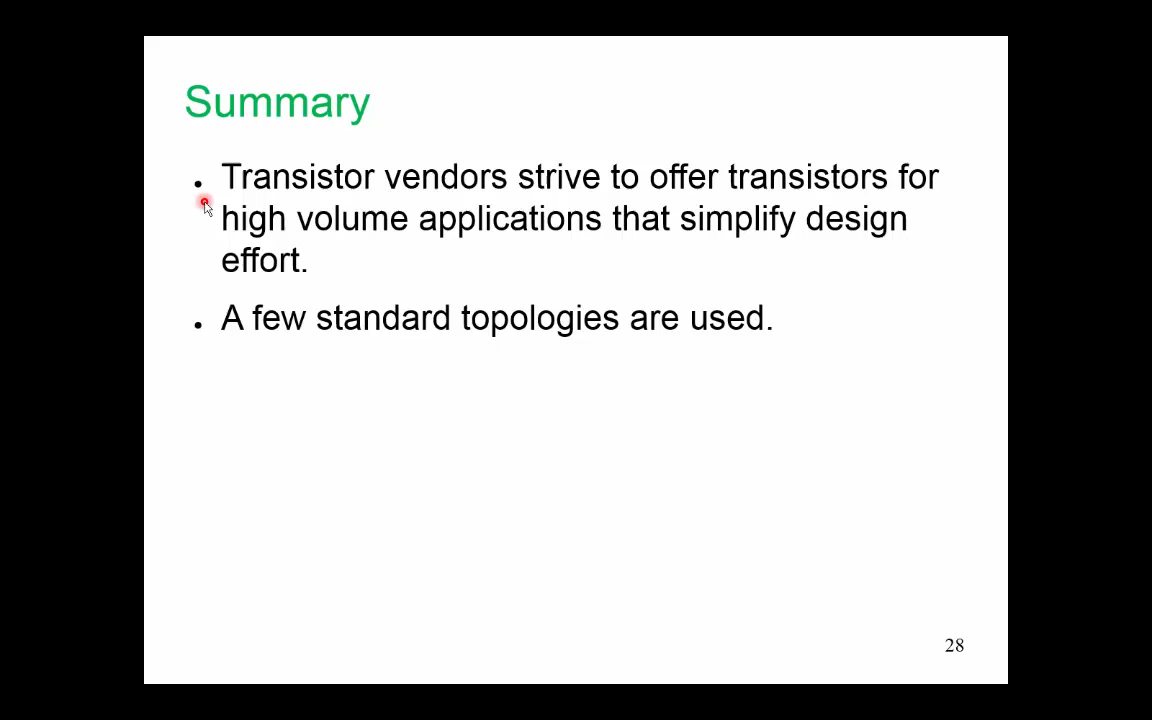 Summary
• Transistor vendors strive to offer transistors for
high volume applications that simplify design
effort.
• A few standard topologies are used.
28